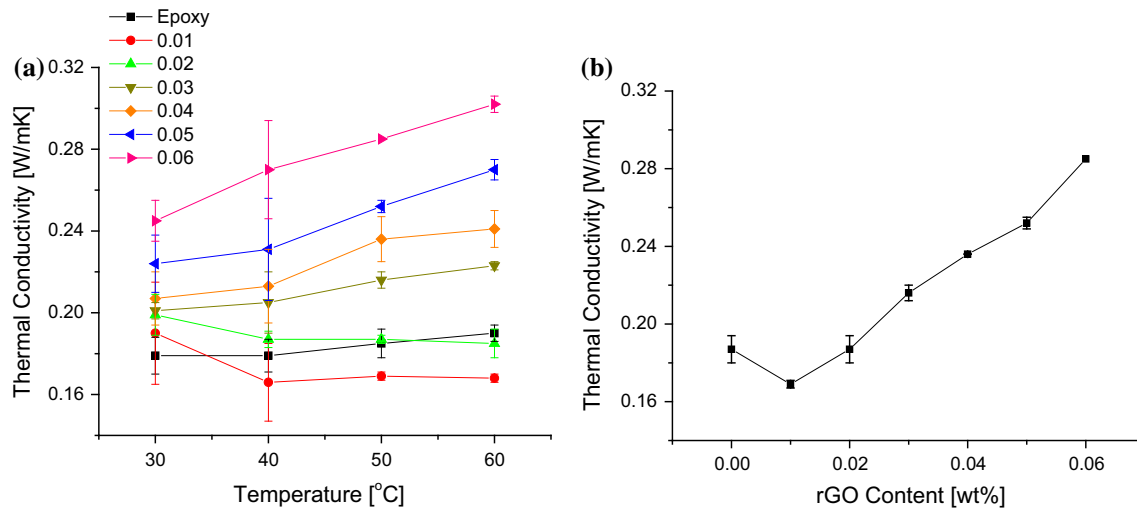 Epoxy
0.01
0.02
0.03
0.04
0.05
0.06
(a)
0.32
0.28
0.24
0.20
0.16
Thermal Conductivity [W/mK]
30 40 50 60
Temperature [°C]
(b)
0.32
0.28
0.24
0.20
0.16
Thermal Conductivity [W/mK]
0.00 0.02 0.04 0.06
rGO Content [wt%]